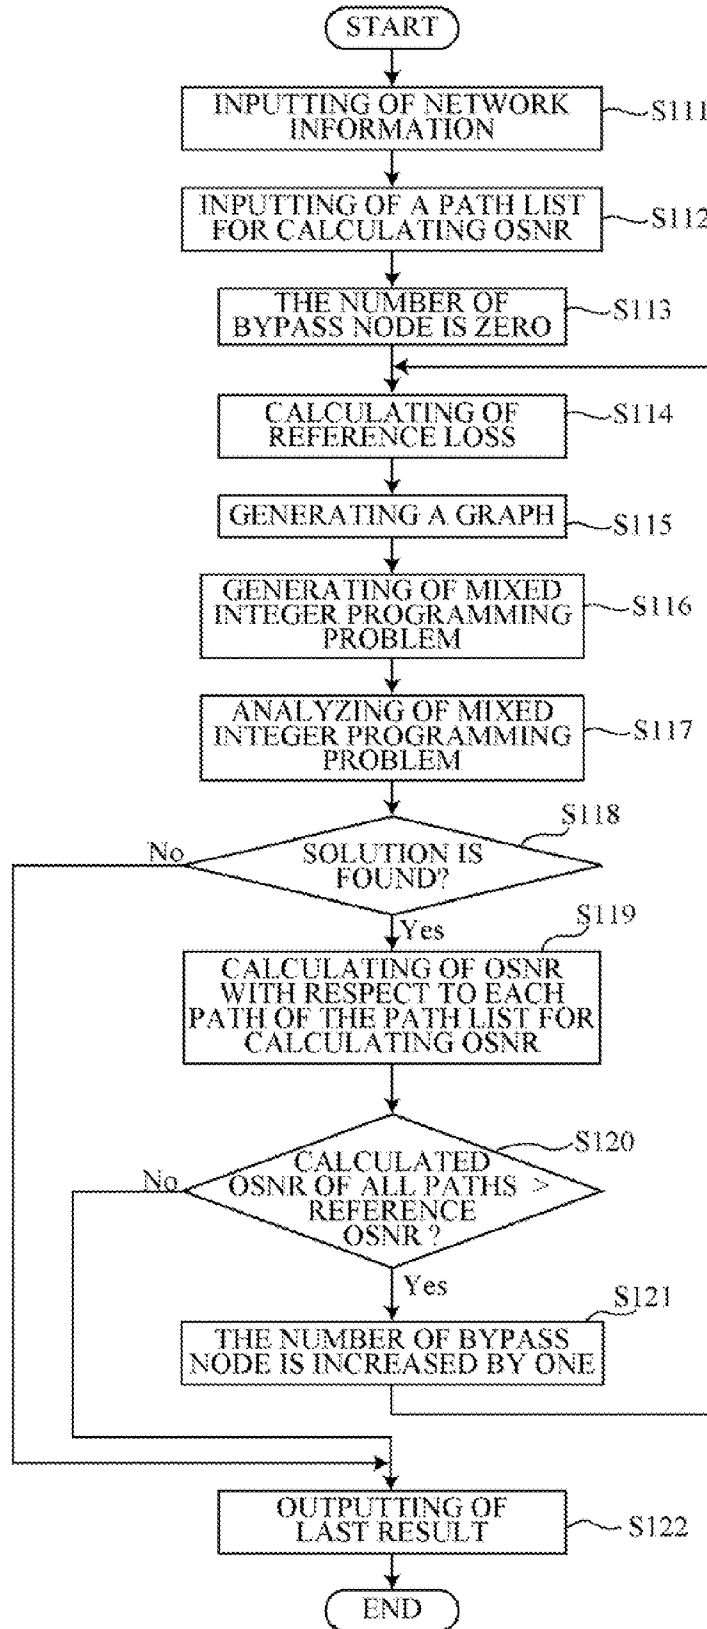 START
INPUTTING OF NETWORK
INFORMATION
S111
INPUTTING OF A PATH LIST
FOR CALCULATING OSNR
S112
THE NUMBER OF
BYPASS NODE IS ZERO
S113
CALCULATING OF
REFERENCE LOSS
S114
GENERATING A GRAPH
S115
GENERATING OF MIXED
INTEGER PROGRAMMING
PROBLEM
S116
ANALYZING OF MIXED
INTEGER PROGRAMMING
PROBLEM
S117
S118
No
SOLUTION IS
FOUND?
Yes
S119
CALCULATING OF OSNR
WITH RESPECT TO EACH
PATH OF THE PATH LIST FOR
CALCULATING OSNR
S120
No
CALCULATED
OSNR OF ALL PATHS >
REFERENCE
OSNR ?
Yes
S121
THE NUMBER OF BYPASS
NODE IS INCREASED BY ONE
OUTPUTTING OF
LAST RESULT
S122
END